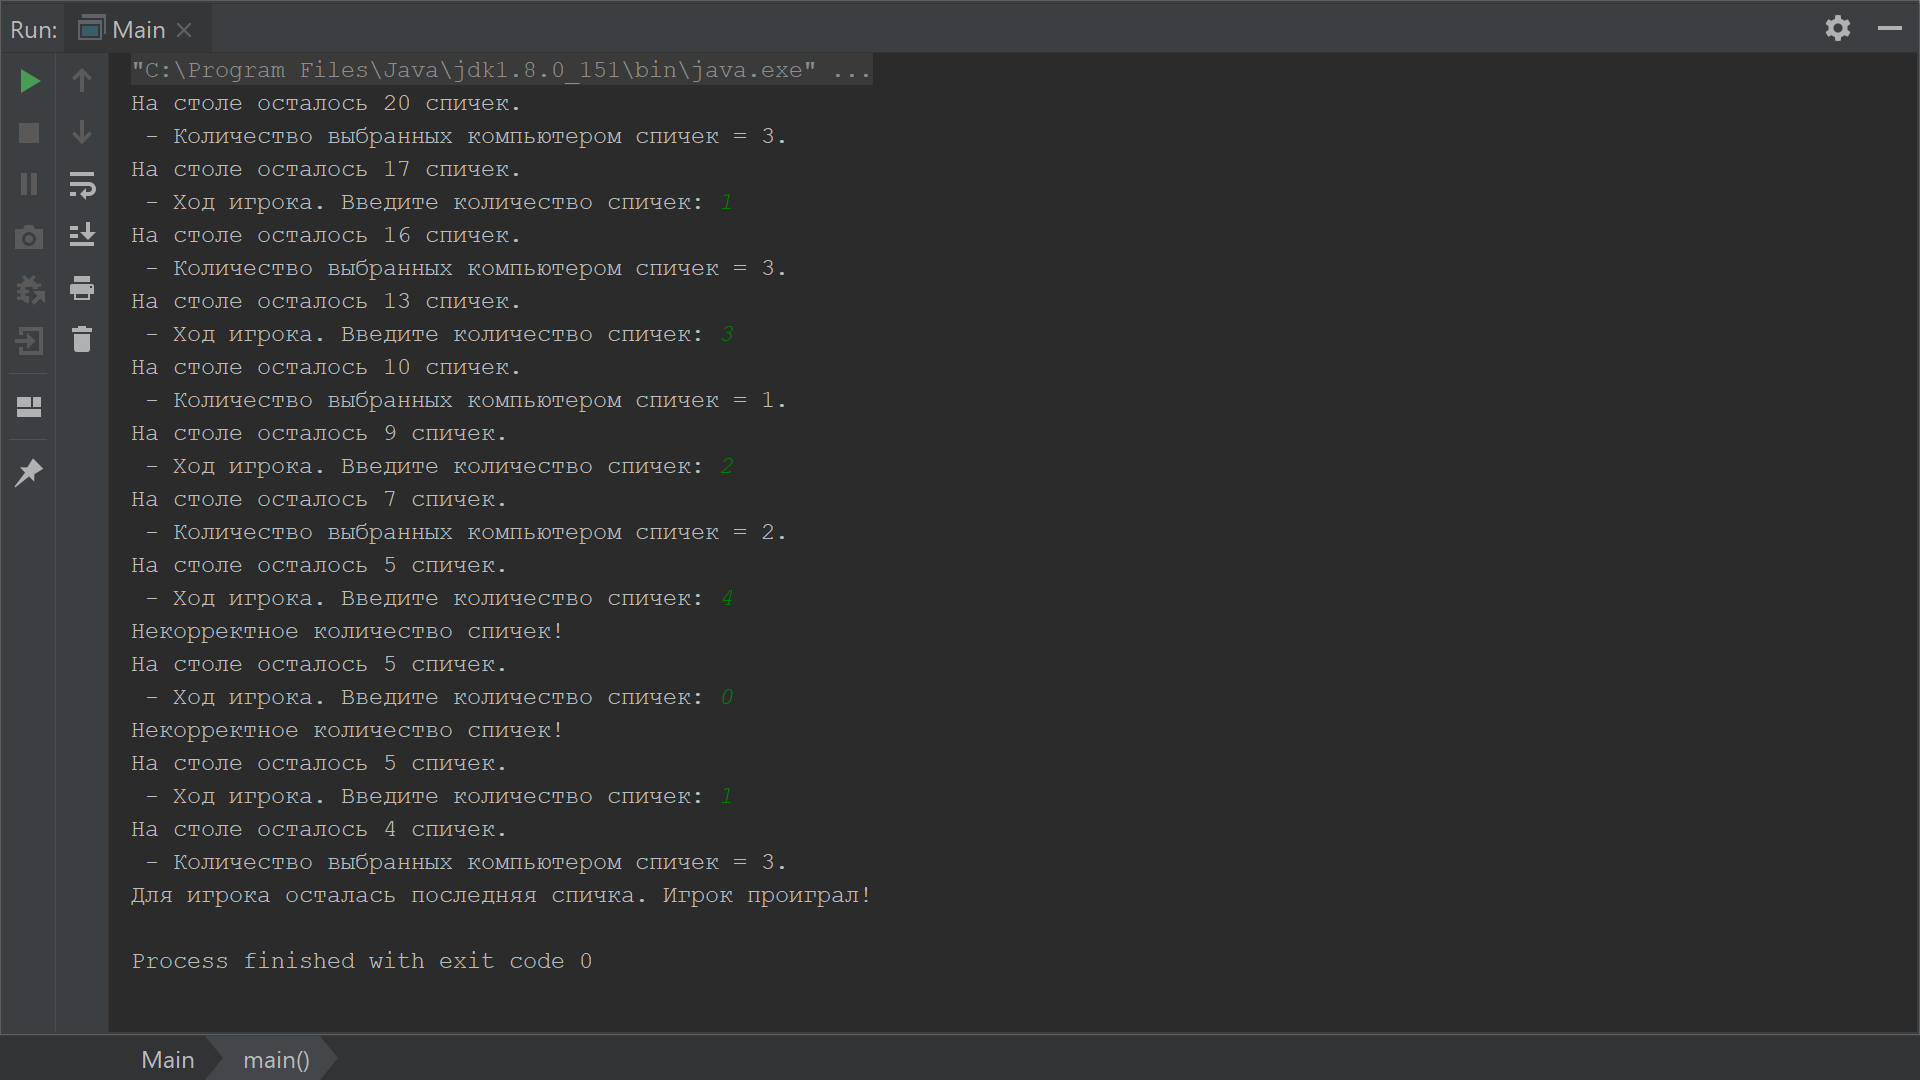 Run: Main
"C:\Program Files\Java\jdk1.8.0_151\bin\java.exe" ...
На столе осталось 20 спичек.
- Количество выбранных компьютером спичек = 3.
На столе осталось 17 спичек.
- Ход игрока. Введите количество спичек: 1
На столе осталось 16 спичек.
- Количество выбранных компьютером спичек = 3.
На столе осталось 13 спичек.
- Ход игрока. Введите количество спичек: 3
На столе осталось 10 спичек.
- Количество выбранных компьютером спичек = 1.
На столе осталось 9 спичек.
- Ход игрока. Введите количество спичек: 2
На столе осталось 7 спичек.
- Количество выбранных компьютером спичек = 2.
На столе осталось 5 спичек.
- Ход игрока. Введите количество спичек: 4
Некорректное количество спичек!
На столе осталось 5 спичек.
- Ход игрока. Введите количество спичек: 0
Некорректное количество спичек!
На столе осталось 5 спичек.
- Ход игрока. Введите количество спичек: 1
На столе осталось 4 спичек.
- Количество выбранных компьютером спичек = 3.
Для игрока осталась последняя спичка. Игрок проиграл!
Process finished with exit code 0
Main main()